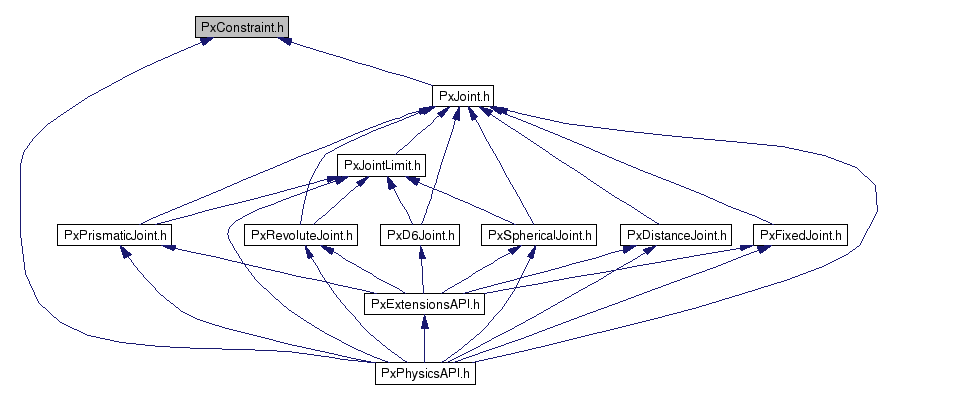 PxConstraint.h
PxJoint.h
PxJointLimit.h
PxPrismaticJoint.h
PxRevoluteJoint.h
PxD6Joint.h
PxSphericalJoint.h
PxDistanceJoint.h
PxFixedJoint.h
PxExtensionsAPI.h
PxPhysicsAPI.h